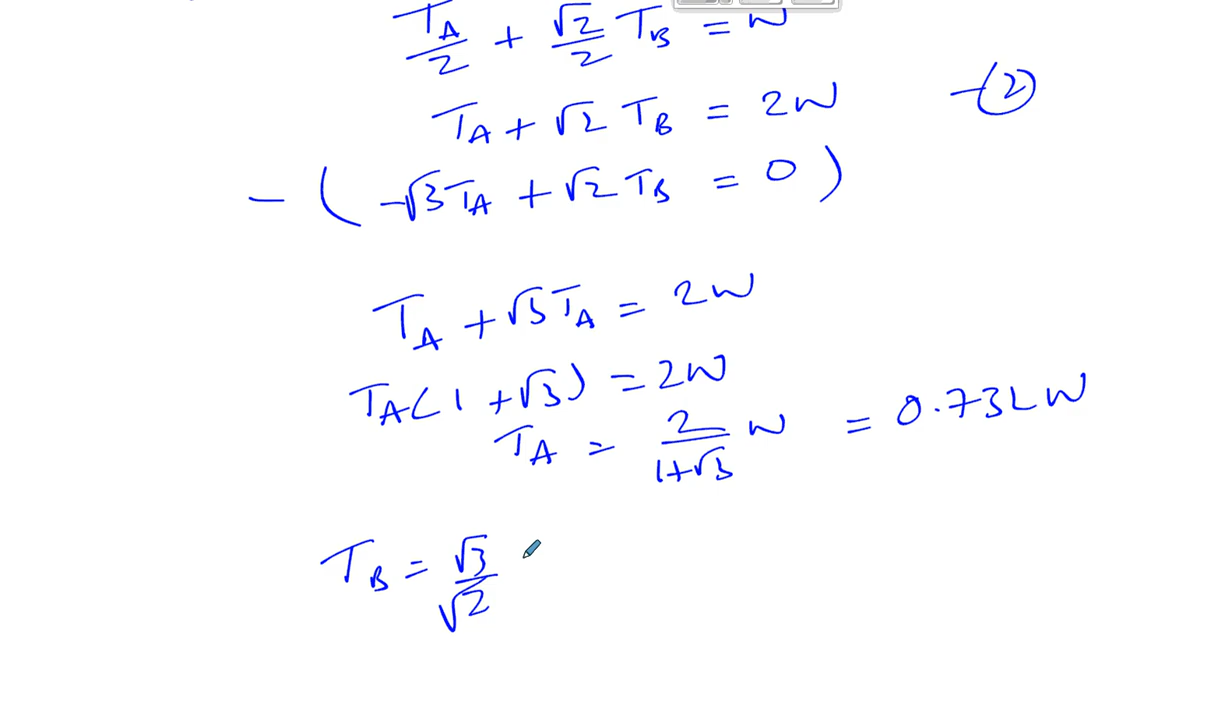 T_A/2 + √2/2 T_B = W
T_A + √2 T_B = 2W -(2)
- ( -√3 T_A + √2 T_B = 0 )
T_A + √3 T_A = 2W
T_A (1 + √3) = 2W
T_A = 2/(1+√3) W = 0.732 W
T_B = √3/√2